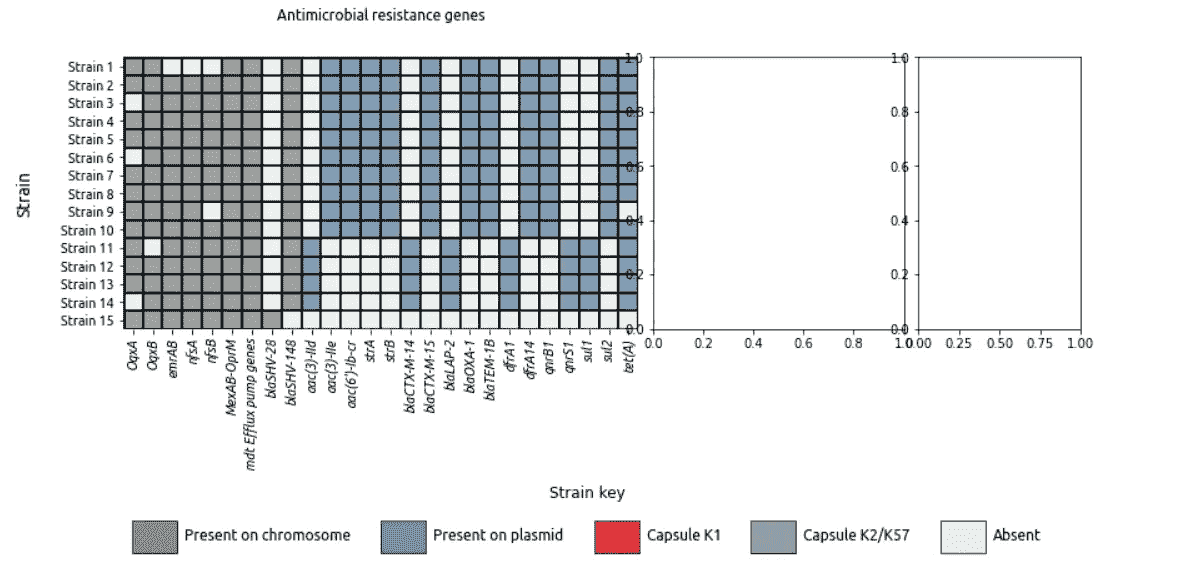 Antimicrobial resistance genes
Strain
Strain 1
Strain 2
Strain 3
Strain 4
Strain 5
Strain 6
Strain 7
Strain 8
Strain 9
Strain 10
Strain 11
Strain 12
Strain 13
Strain 14
Strain 15
OqxA
OqxB
emrAB
nfsA
nfsB
MexAB-OprM
mdt Efflux pump genes
blaSHV-28
blaSHV-148
aac(3)-IId
aac(3)-IIe
aac(6')-Ib-cr
strA
strB
blaCTX-M-14
blaCTX-M-15
blaLAP-2
blaOXA-1
blaTEM-1B
dfrA1
dfrA14
qnrB1
qnrS1
sul1
sul2
tet(A)
1.0
0.8
0.6
0.4
0.2
0.0
0.0 0.2 0.4 0.6 0.8 1.0
1.0
0.8
0.6
0.4
0.2
0.0
0.00 0.25 0.50 0.75 1.00
Strain key
Present on chromosome Present on plasmid Capsule K1 Capsule K2/K57 Absent